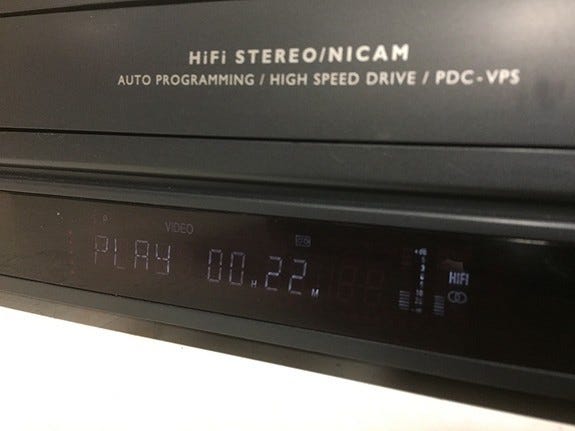 HiFi STEREO/NICAM
AUTO PROGRAMMING / HIGH SPEED DRIVE / PDC-VPS
VIDEO
PLAY 00H22M
HiFi